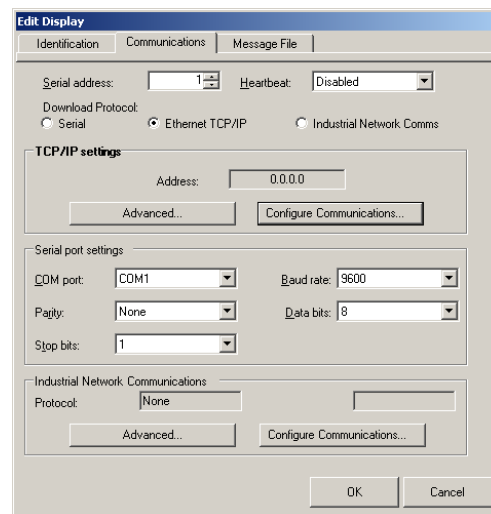 Edit Display
Identification Communications Message File
Serial address: 1 Heartbeat: Disabled
Download Protocol:
Serial Ethernet TCP/IP Industrial Network Comms
TCP/IP settings
Address: 0.0.0.0
Advanced... Configure Communications...
Serial port settings
COM port: COM1 Baud rate: 9600
Parity: None Data bits: 8
Stop bits: 1
Industrial Network Communications
Protocol: None
Advanced... Configure Communications...
OK Cancel